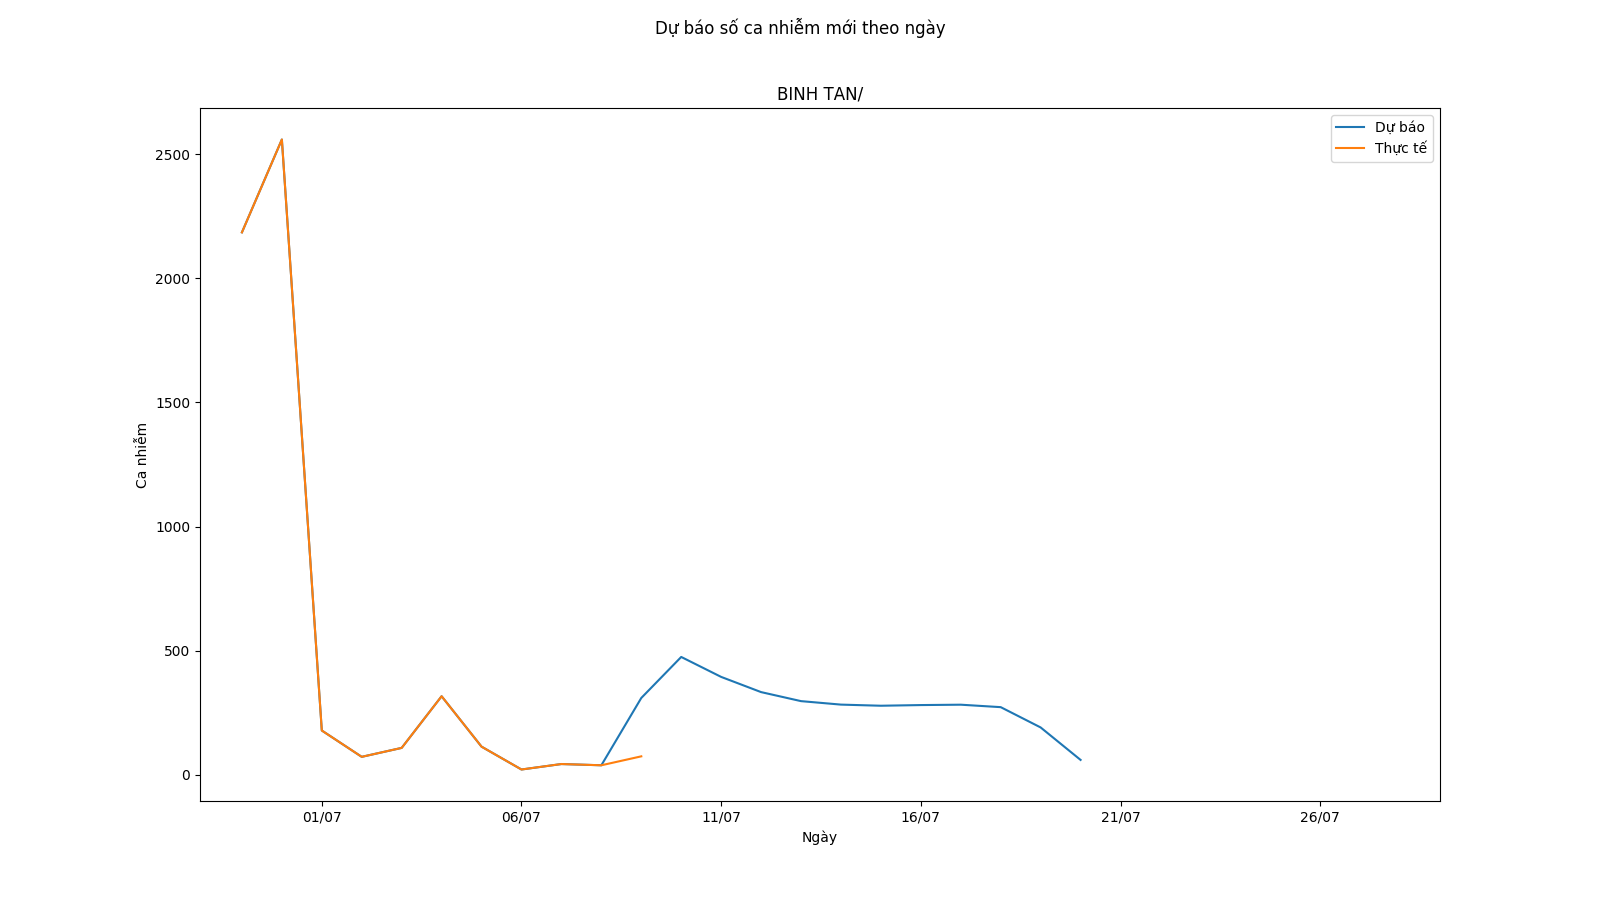 Dự báo số ca nhiễm mới theo ngày
BINH TAN/
Dự báo
Thực tế
2500
2000
1500
1000
500
0
Ca nhiễm
01/07
06/07
11/07
16/07
21/07
26/07
Ngày